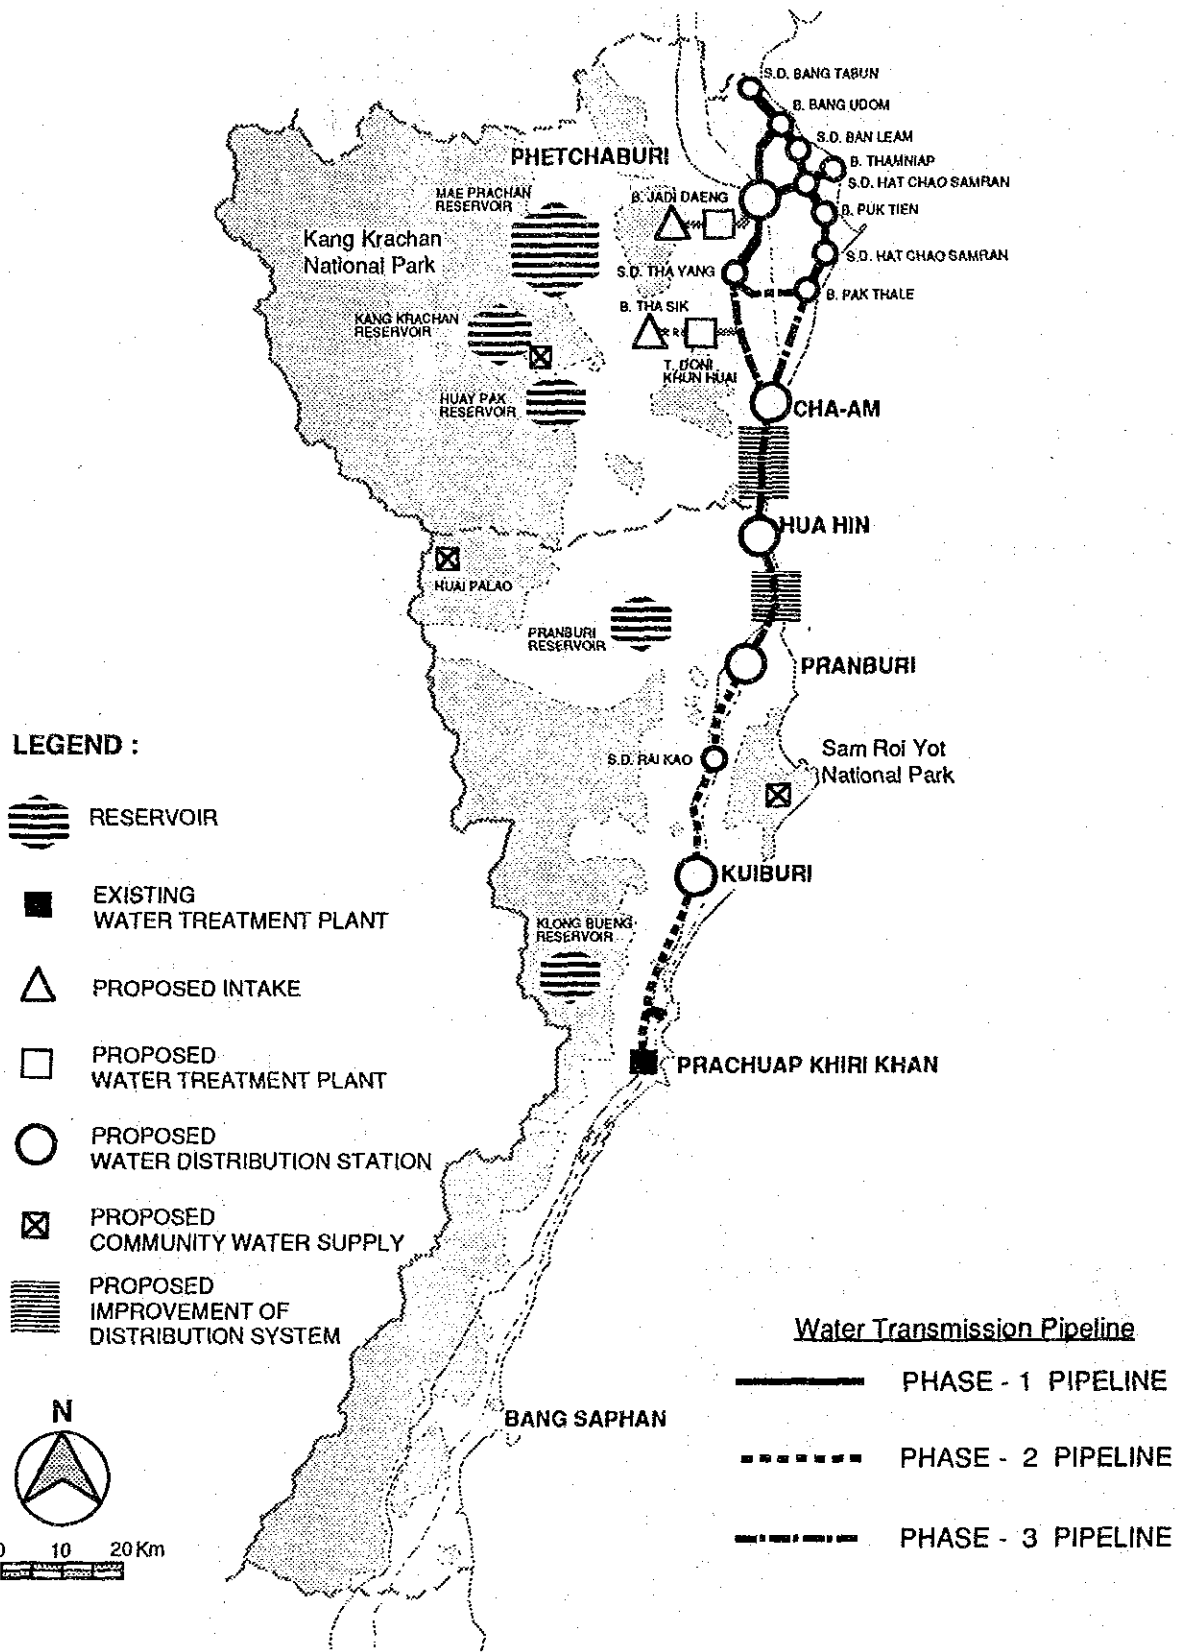 S.D. BANG TABUN
B. BANG UDOM
S.D. BAN LEAM
B. THAMNIAP
S.D. HAT CHAO SAMRAN
B. PUK TIEN
S.D. HAT CHAO SAMRAN
B. PAK THALE
PHETCHABURI
MAE PRACHAN
RESERVOIR
B. JADI DAENG
Kang Krachan
National Park
S.D. THA YANG
B. THA SIK
KANG KRACHAN
RESERVOIR
T. DONI
KHUN HUAI
HUAY PAK
RESERVOIR
CHA-AM
HUA HIN
HUAI PALAO
PRANBURI
RESERVOIR
PRANBURI
S.D. RAI KAO
Sam Roi Yot
National Park
KUIBURI
KLONG BUENG
RESERVOIR
PRACHUAP KHIRI KHAN
BANG SAPHAN
LEGEND :
RESERVOIR
EXISTING
WATER TREATMENT PLANT
PROPOSED INTAKE
PROPOSED
WATER TREATMENT PLANT
PROPOSED
WATER DISTRIBUTION STATION
PROPOSED
COMMUNITY WATER SUPPLY
PROPOSED
IMPROVEMENT OF
DISTRIBUTION SYSTEM
N
0 10 20 Km
Water Transmission Pipeline
PHASE - 1 PIPELINE
PHASE - 2 PIPELINE
PHASE - 3 PIPELINE